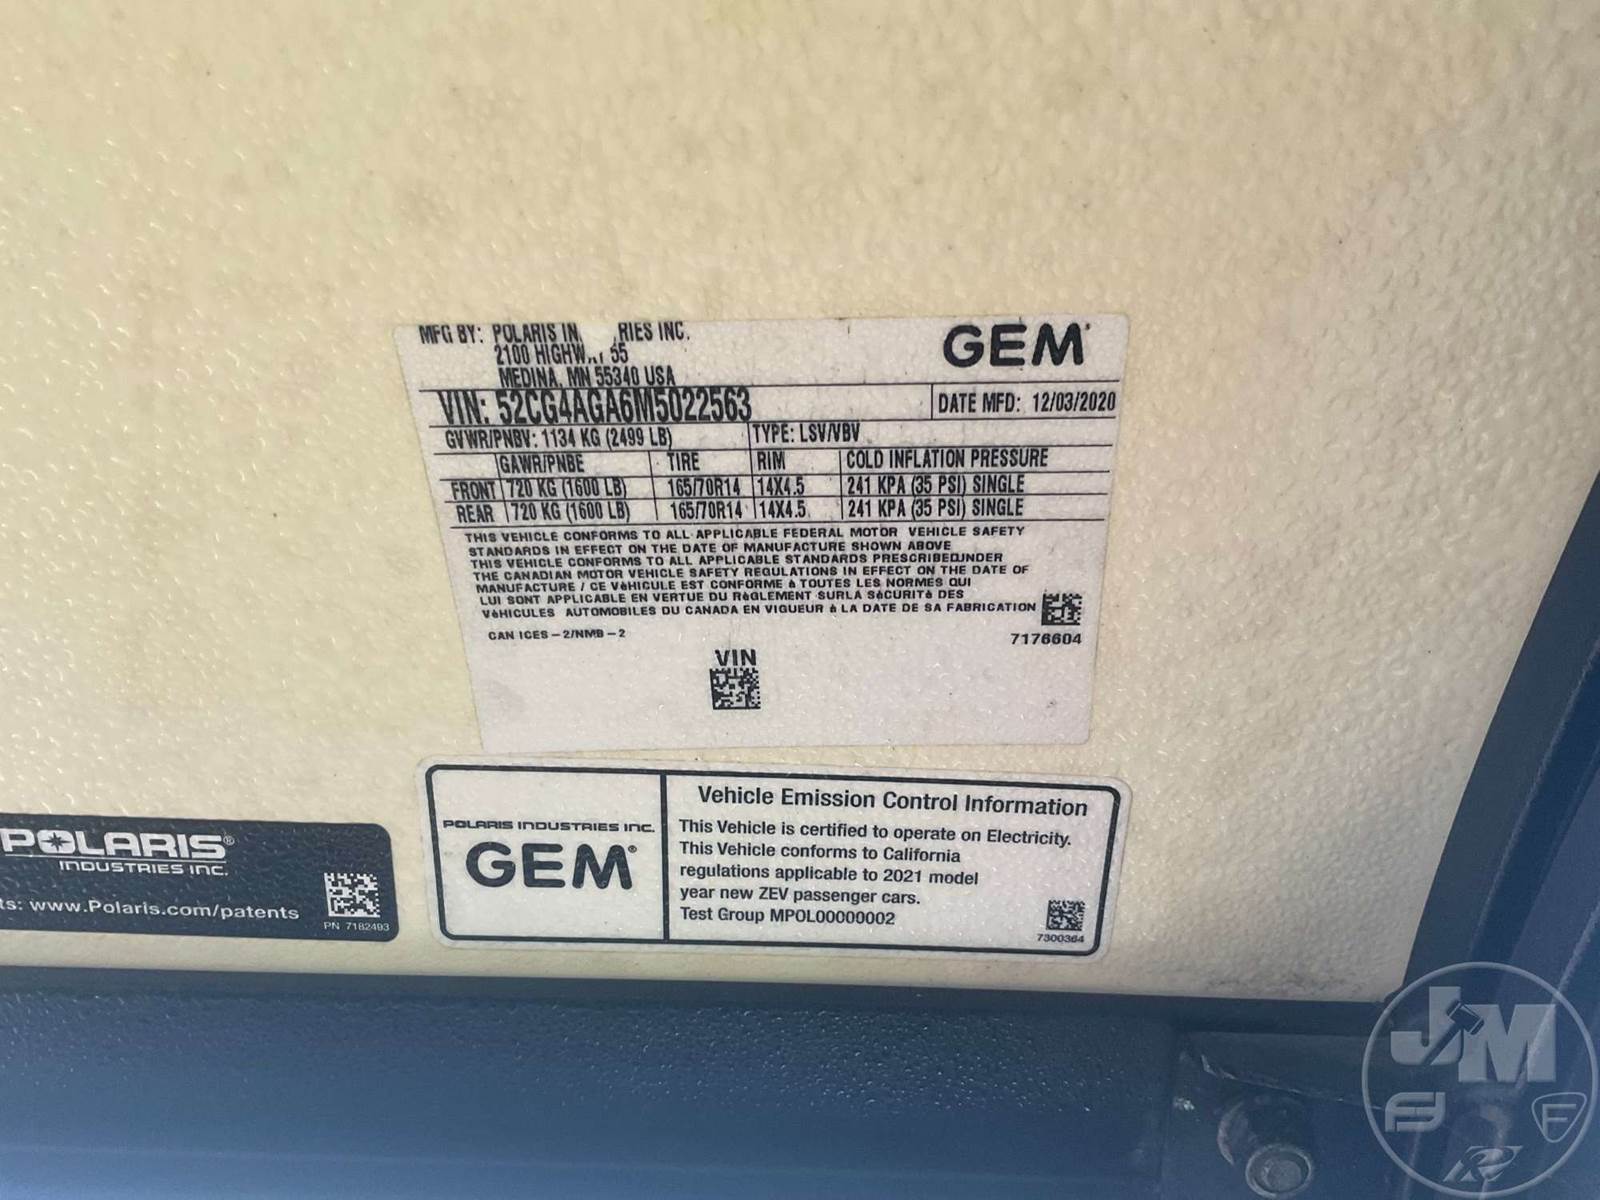 MFG BY: POLARIS IN RIES INC.
2100 HIGHW 55
MEDINA, MN 55340 USA
GEM
VIN: 52CG4AGA6M5022563 DATE MFD: 12/03/2020
GVWR/PNBV: 1134 KG (2499 LB) TYPE: LSV/VBV
GAWR/PNBE TIRE RIM COLD INFLATION PRESSURE
FRONT 720 KG (1600 LB) 165/70R14 14X4.5 241 KPA (35 PSI) SINGLE
REAR 720 KG (1600 LB) 165/70R14 14X4.5 241 KPA (35 PSI) SINGLE
THIS VEHICLE CONFORMS TO ALL APPLICABLE FEDERAL MOTOR VEHICLE SAFETY
STANDARDS IN EFFECT ON THE DATE OF MANUFACTURE SHOWN ABOVE
THIS VEHICLE CONFORMS TO ALL APPLICABLE STANDARDS PRESCRIBEDUNDER
THE CANADIAN MOTOR VEHICLE SAFETY REGULATIONS IN EFFECT ON THE DATE OF
MANUFACTURE / CE VéHICULE EST CONFORME à TOUTES LES NORMES QUI
LUI SONT APPLICABLE EN VERTUE DU RèGLEMENT SURLA SéCURITé DES
VéHICULES AUTOMOBILES DU CANADA EN VIGUEUR à LA DATE DE SA FABRICATION
CAN ICES - 2/NMB - 2
7176604
VIN
POLARIS INDUSTRIES INC.
GEM®
Vehicle Emission Control Information
This Vehicle is certified to operate on Electricity.
This Vehicle conforms to California
regulations applicable to 2021 model
year new ZEV passenger cars.
Test Group MPOL00000002
7300364
POLARIS®
INDUSTRIES INC.
ts: www.Polaris.com/patents
PN 7182493
JM
F